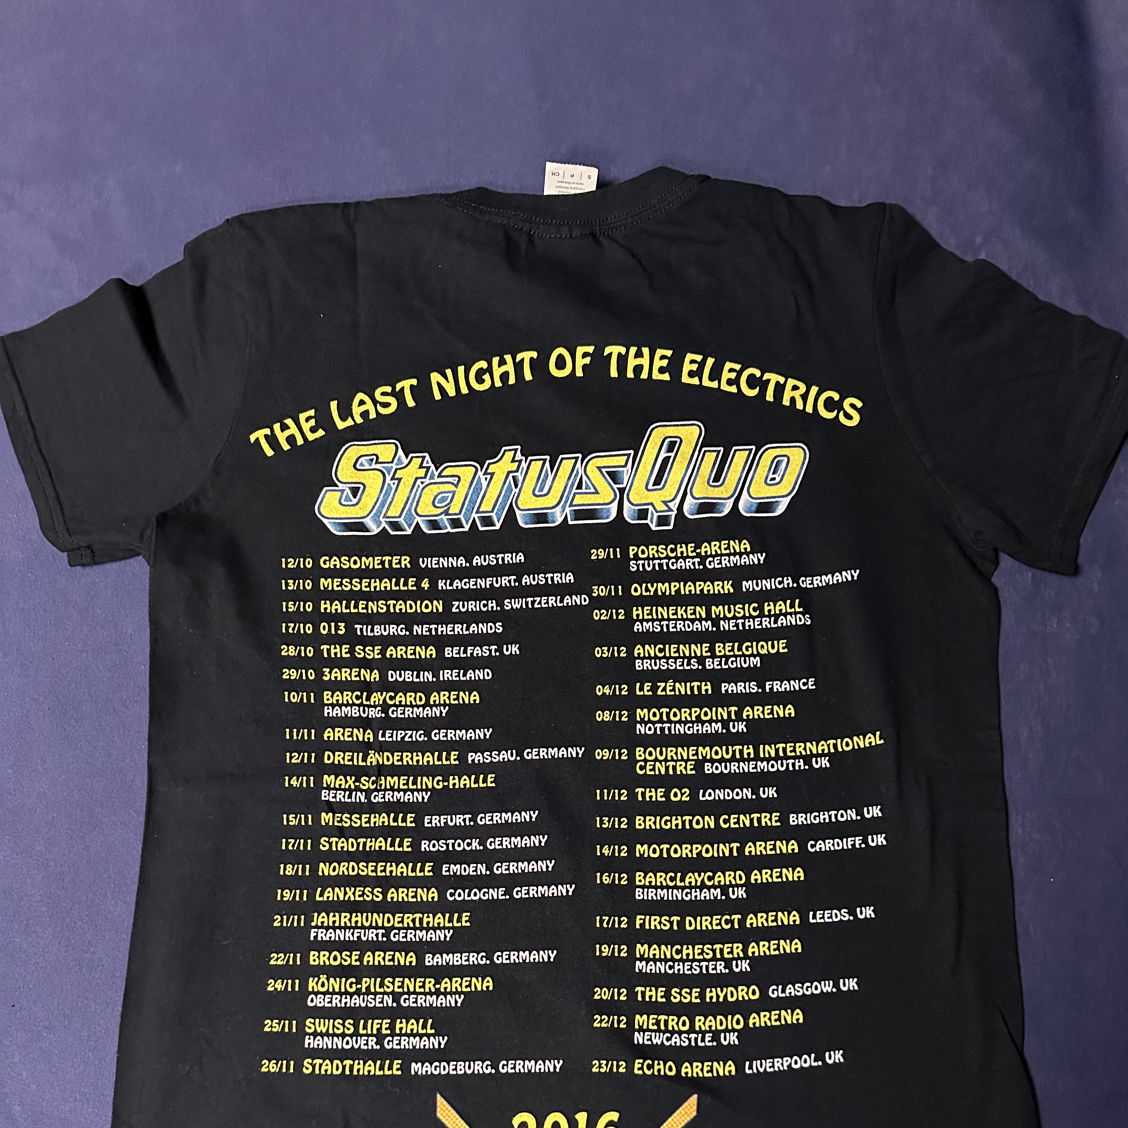 THE LAST NIGHT OF THE ELECTRICS
StatusQuo
12/10 GASOMETER VIENNA. AUSTRIA
13/10 MESSEHALLE 4 KLAGENFURT. AUSTRIA
15/10 HALLENSTADION ZURICH. SWITZERLAND
17/10 013 TILBURG. NETHERLANDS
28/10 THE SSE ARENA BELFAST. UK
29/10 3ARENA DUBLIN. IRELAND
10/11 BARCLAYCARD ARENA
HAMBURG. GERMANY
11/11 ARENA LEIPZIG. GERMANY
12/11 DREILÄNDERHALLE PASSAU. GERMANY
14/11 MAX-SCHMELING-HALLE
BERLIN. GERMANY
15/11 MESSEHALLE ERFURT. GERMANY
17/11 STADTHALLE ROSTOCK. GERMANY
18/11 NORDSEEHALLE EMDEN. GERMANY
19/11 LANXESS ARENA COLOGNE. GERMANY
21/11 JAHRHUNDERTHALLE
FRANKFURT. GERMANY
22/11 BROSE ARENA BAMBERG. GERMANY
24/11 KÖNIG-PILSENER-ARENA
OBERHAUSEN. GERMANY
25/11 SWISS LIFE HALL
HANNOVER. GERMANY
26/11 STADTHALLE MAGDEBURG. GERMANY
29/11 PORSCHE-ARENA
STUTTGART. GERMANY
30/11 OLYMPIAPARK MUNICH. GERMANY
02/12 HEINEKEN MUSIC HALL
AMSTERDAM. NETHERLANDS
03/12 ANCIENNE BELGIQUE
BRUSSELS. BELGIUM
04/12 LE ZÉNITH PARIS. FRANCE
08/12 MOTORPOINT ARENA
NOTTINGHAM. UK
09/12 BOURNEMOUTH INTERNATIONAL
CENTRE BOURNEMOUTH. UK
11/12 THE O2 LONDON. UK
13/12 BRIGHTON CENTRE BRIGHTON. UK
14/12 MOTORPOINT ARENA CARDIFF. UK
16/12 BARCLAYCARD ARENA
BIRMINGHAM. UK
17/12 FIRST DIRECT ARENA LEEDS. UK
19/12 MANCHESTER ARENA
MANCHESTER. UK
20/12 THE SSE HYDRO GLASGOW. UK
22/12 METRO RADIO ARENA
NEWCASTLE. UK
23/12 ECHO ARENA LIVERPOOL. UK
2016